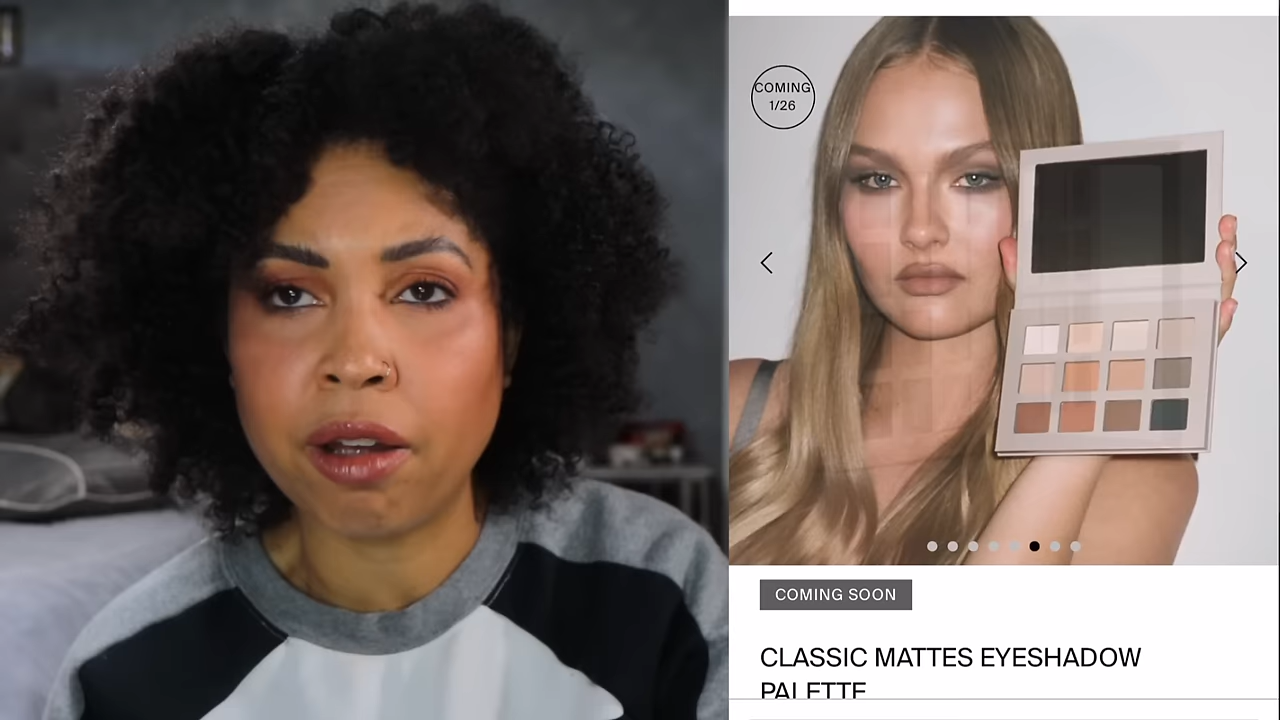 COMING
1/26
COMING SOON
CLASSIC MATTES EYESHADOW
PALETTE